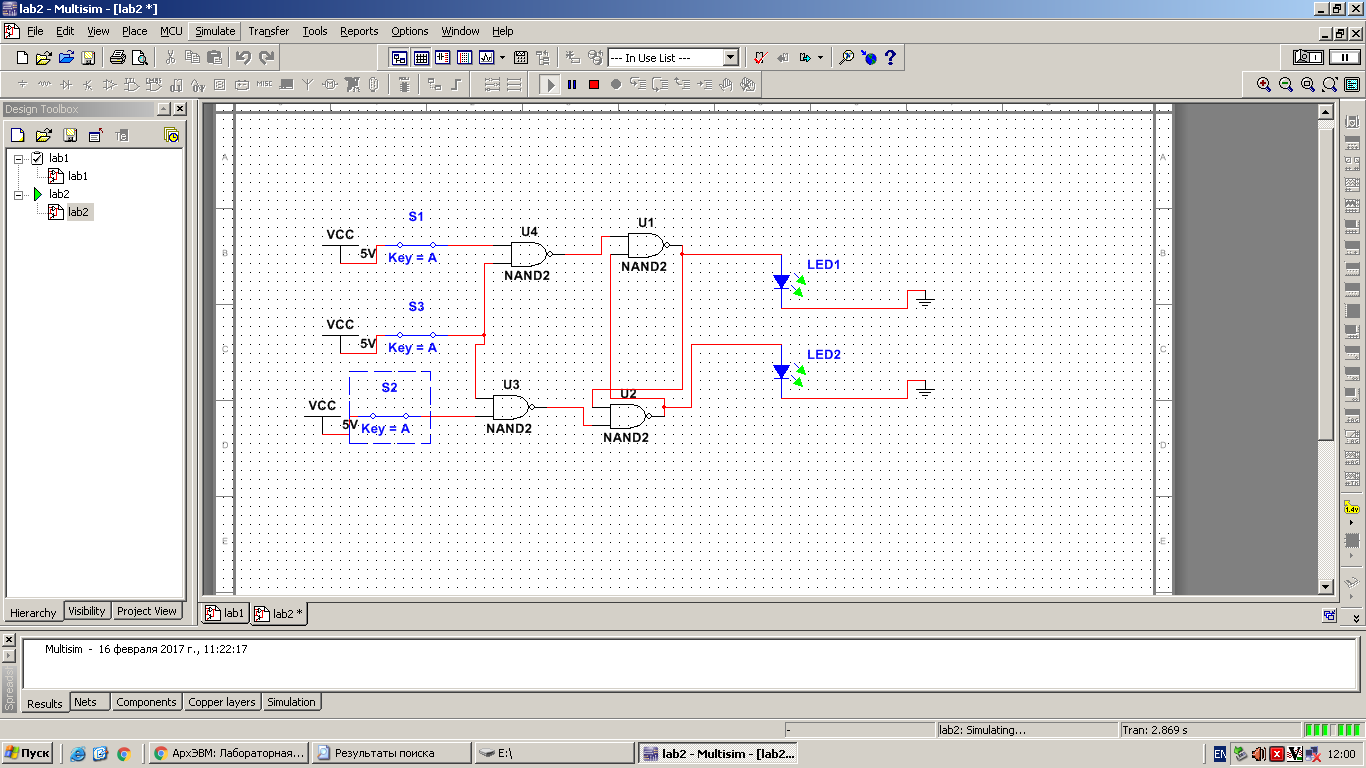 lab2 - Multisim - [lab2 *]
File Edit View Place MCU Simulate Transfer Tools Reports Options Window Help
--- In Use List ---
MISC
Design Toolbox
lab1
lab1
lab2
lab2
Hierarchy Visibility Project View
A A
B B
C C
D D
E E
S1
VCC
5V
Key = A
U4
NAND2
U1
NAND2
LED1
S3
VCC
5V
Key = A
LED2
S2
VCC
5V
Key = A
U3
NAND2
U2
NAND2
1.4v
lab1 lab2 *
Multisim - 16 февраля 2017 г., 11:22:17
Spreads
Results Nets Components Copper layers Simulation
- lab2: Simulating... Tran: 2.869 s
Пуск АрхЭВМ: Лабораторная... Результаты поиска E:\ lab2 - Multisim - [lab2... EN 12:00